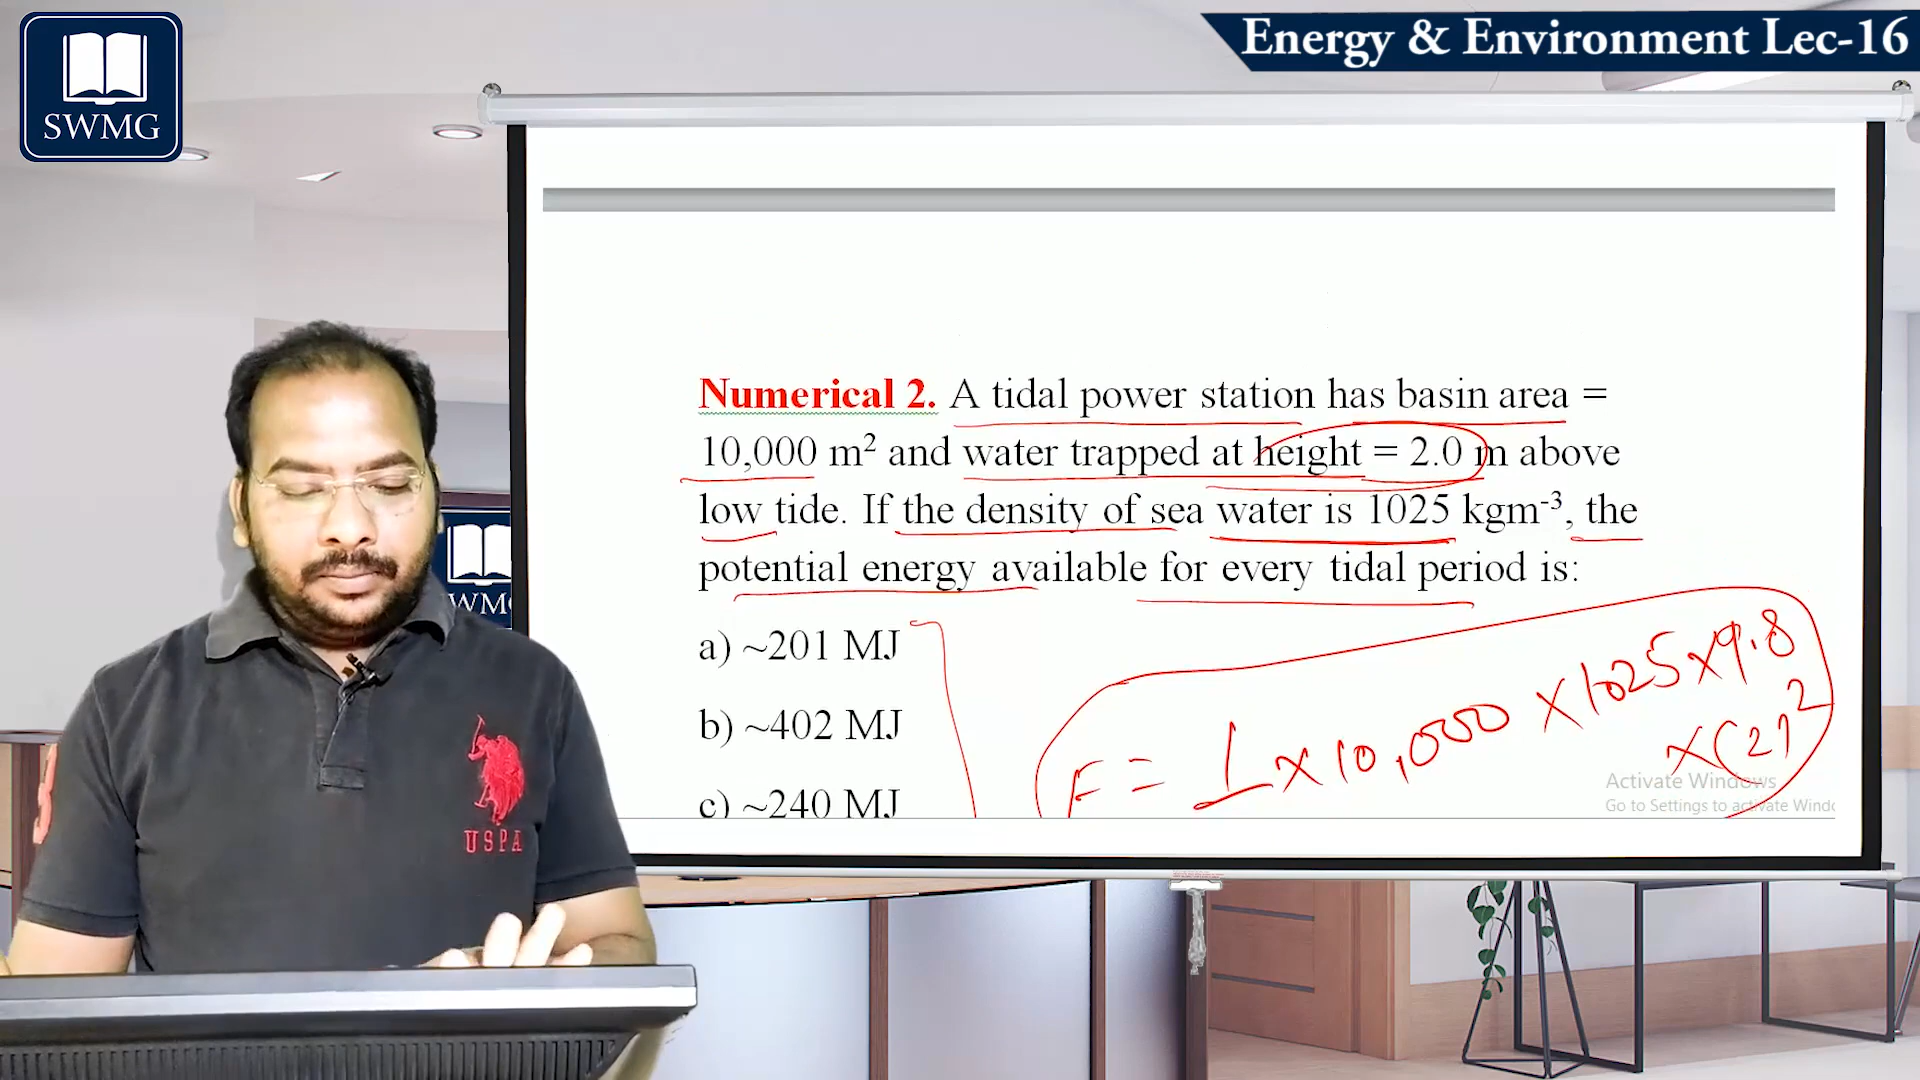 SWMG
Energy & Environment Lec-16
Numerical 2. A tidal power station has basin area =
10,000 m² and water trapped at height = 2.0 m above
low tide. If the density of sea water is 1025 kgm⁻³, the
potential energy available for every tidal period is:
a) ~201 MJ
b) ~402 MJ
c) ~240 MJ
E = 1 × 10,000 × 1025 × 9.8
× (2)²
Activate Windows
Go to Settings to activate Windo
SWMG
USPA